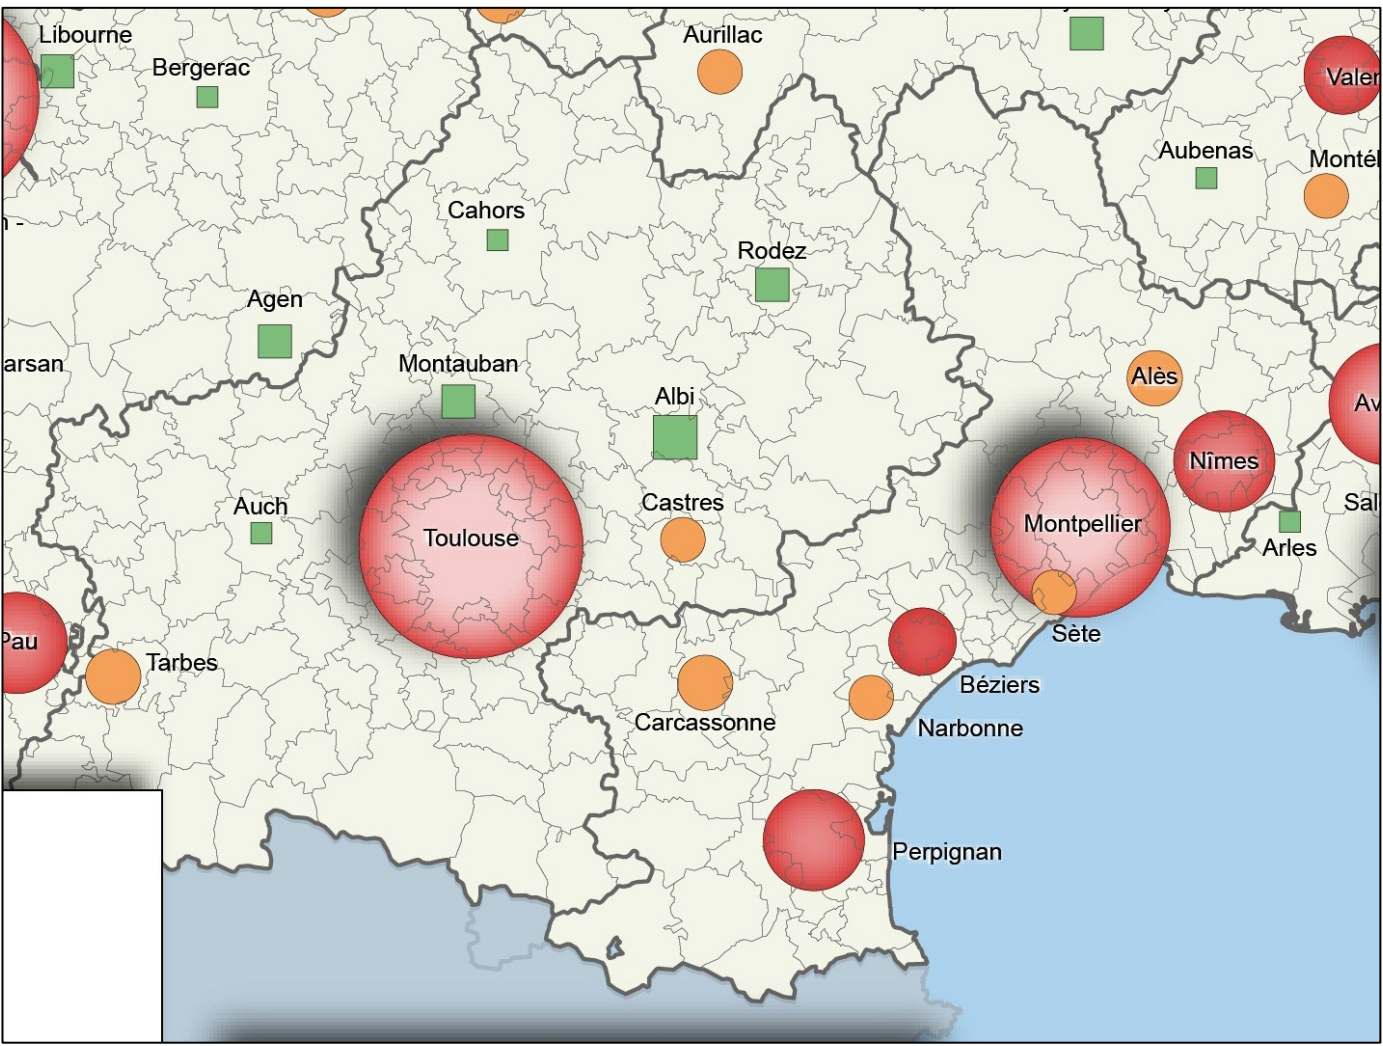 Libourne
Aurillac
Bergerac
Valen
Aubenas
Montél
Cahors
n -
Rodez
Agen
arsan
Montauban
Alès
Albi
Av
Nîmes
Castres
Sal
Auch
Montpellier
Toulouse
Arles
Sète
Pau
Tarbes
Béziers
Carcassonne
Narbonne
Perpignan